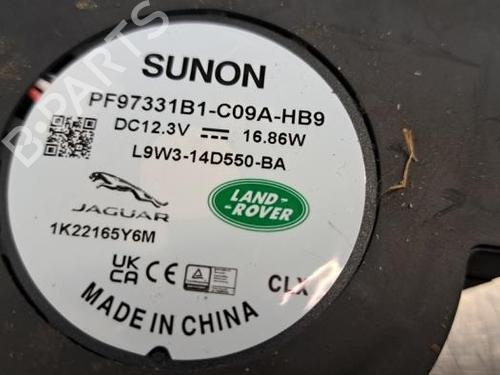 SUNON
PF97331B1-C09A-HB9
DC12.3V 16.86W
L9W3-14D550-BA
JAGUAR
LAND-
ROVER
1K22165Y6M
UK
CA CE
CLX
MADE IN CHINA
B-PARTS